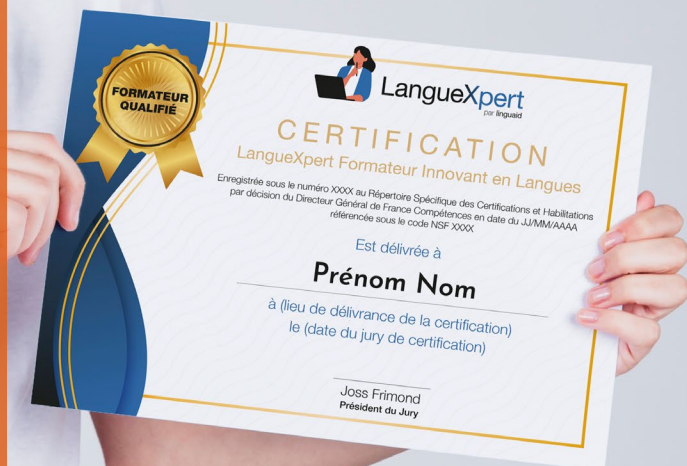 FORMATEUR
QUALIFIÉ
LangueXpert
par linguaid
CERTIFICATION
LangueXpert Formateur Innovant en Langues
Enregistrée sous le numéro XXXX au Répertoire Spécifique des Certifications et Habilitations
par décision du Directeur Général de France Compétences en date du JJ/MM/AAAA
référencée sous le code NSF XXXX
Est délivrée à
Prénom Nom
à (lieu de délivrance de la certification)
le (date du jury de certification)
Joss Frimond
Président du Jury